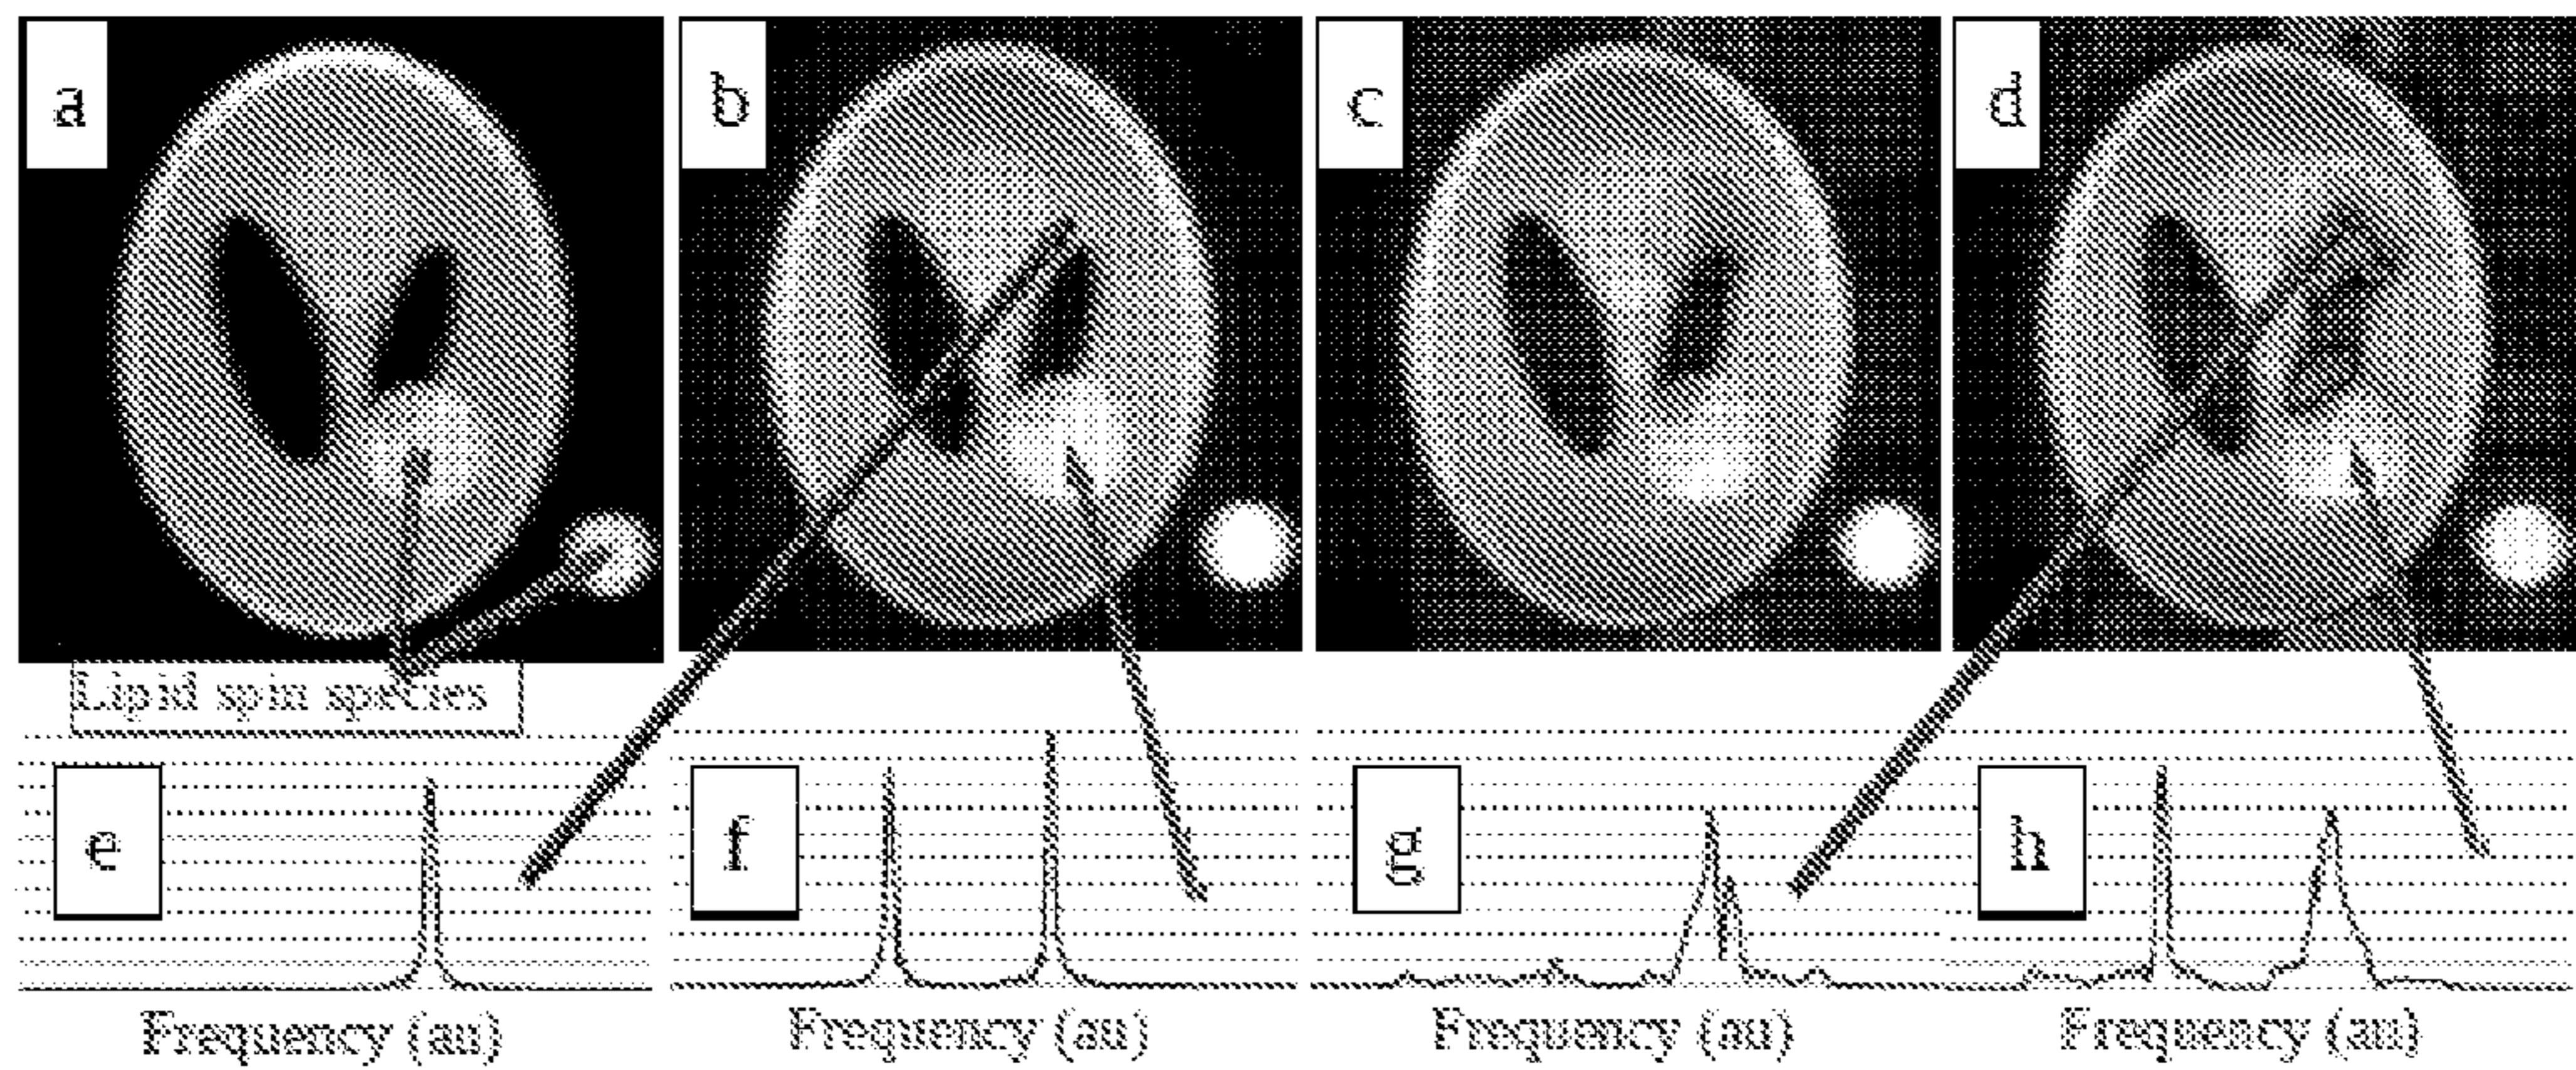 a
b
c
d
Lipid spin species
e
f
g
h
Frequency (au)
Frequency (au)
Frequency (au)
Frequency (au)